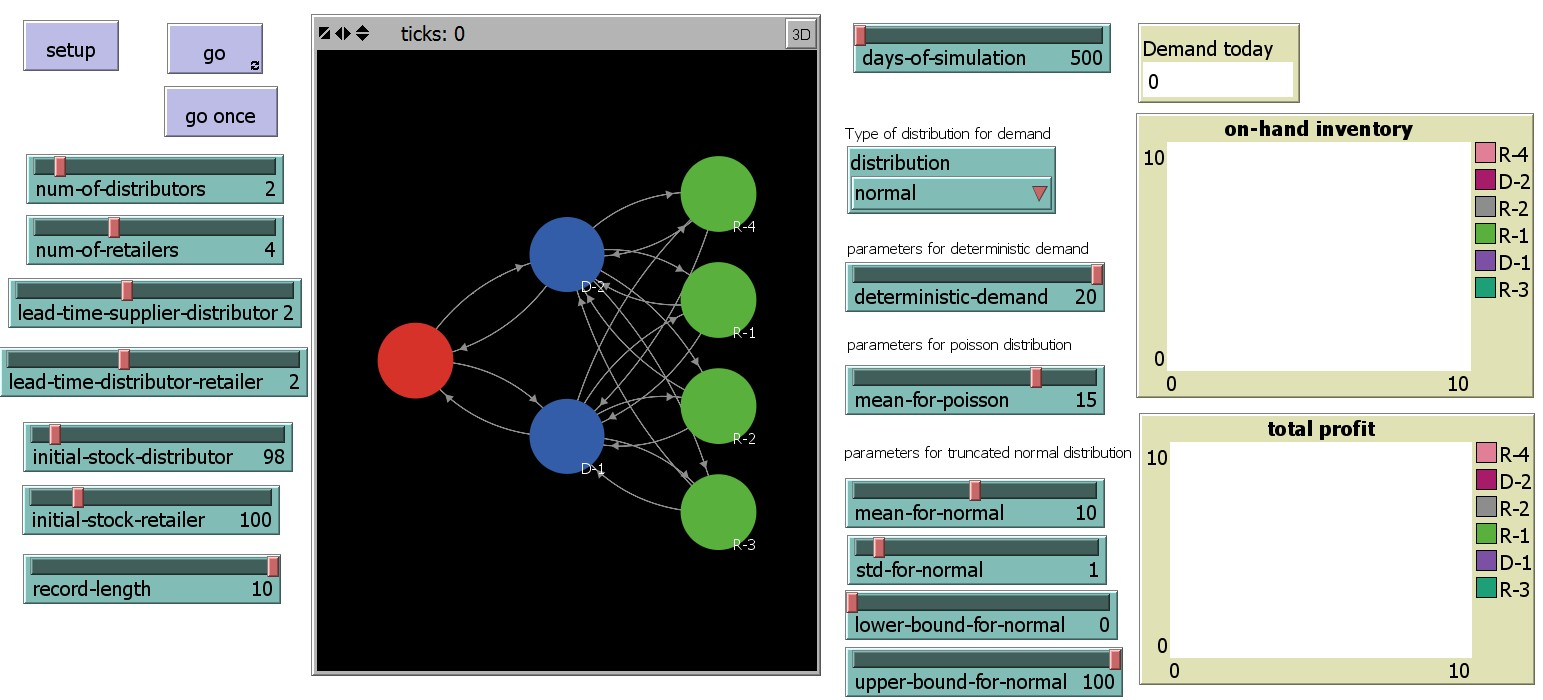 setup
go
go once
num-of-distributors 2
num-of-retailers 4
lead-time-supplier-distributor 2
lead-time-distributor-retailer 2
initial-stock-distributor 98
initial-stock-retailer 100
record-length 10
ticks: 0
3D
R-4
D-2
R-1
R-2
D-1
R-3
days-of-simulation 500
Type of distribution for demand
distribution
normal
parameters for deterministic demand
deterministic-demand 20
parameters for poisson distribution
mean-for-poisson 15
parameters for truncated normal distribution
mean-for-normal 10
std-for-normal 1
lower-bound-for-normal 0
upper-bound-for-normal 100
Demand today
0
on-hand inventory
10
0
0 10
R-4
D-2
R-2
R-1
D-1
R-3
total profit
10
0
0 10
R-4
D-2
R-2
R-1
D-1
R-3